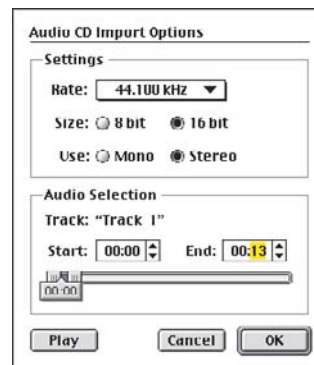 Audio CD Import Options
Settings
Rate: 44.100 kHz
Size: 8 bit 16 bit
Use: Mono Stereo
Audio Selection
Track: “Track 1”
Start: 00:00 End: 00:13
00:00
Play Cancel OK